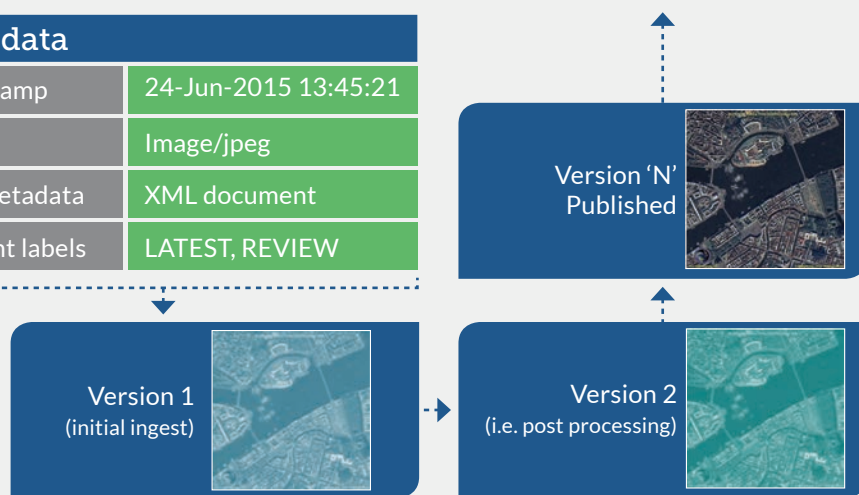 data
amp
24-Jun-2015 13:45:21
Image/jpeg
etadata
XML document
nt labels
LATEST, REVIEW
Version ‘N’
Published
Version 1
(initial ingest)
Version 2
(i.e. post processing)